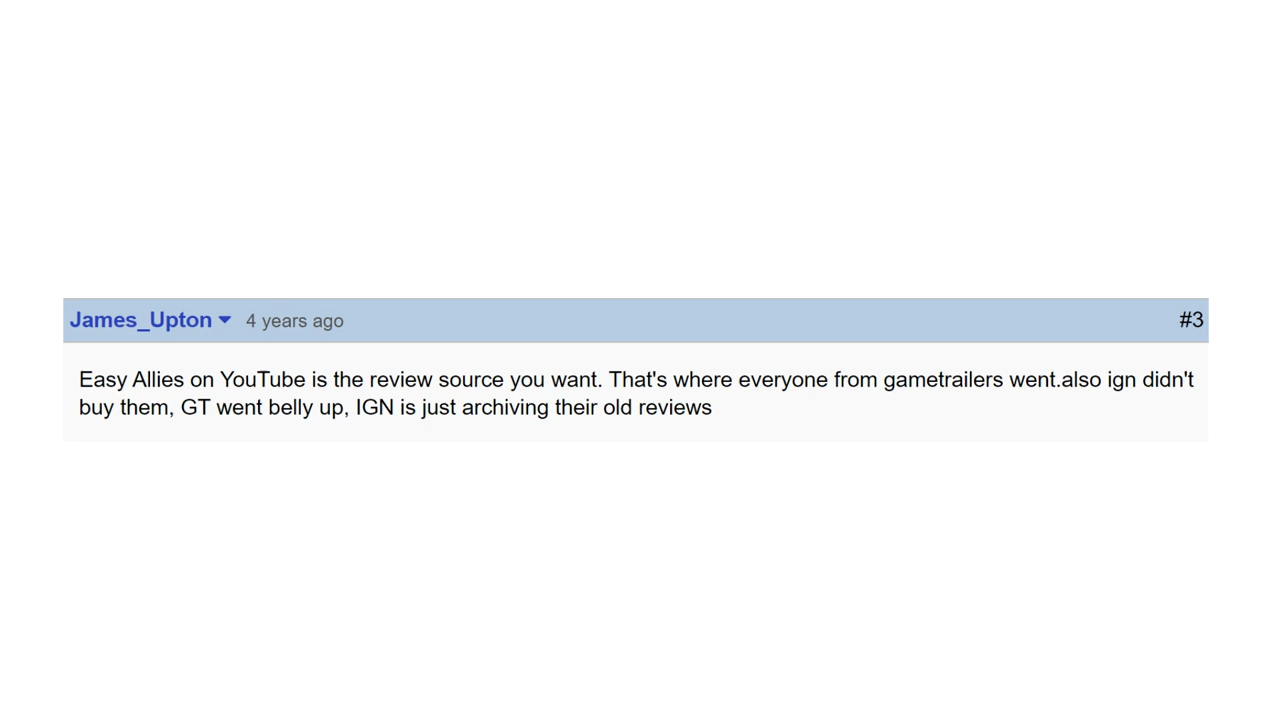 James_Upton 4 years ago #3
Easy Allies on YouTube is the review source you want. That's where everyone from gametrailers went.also ign didn't
buy them, GT went belly up, IGN is just archiving their old reviews